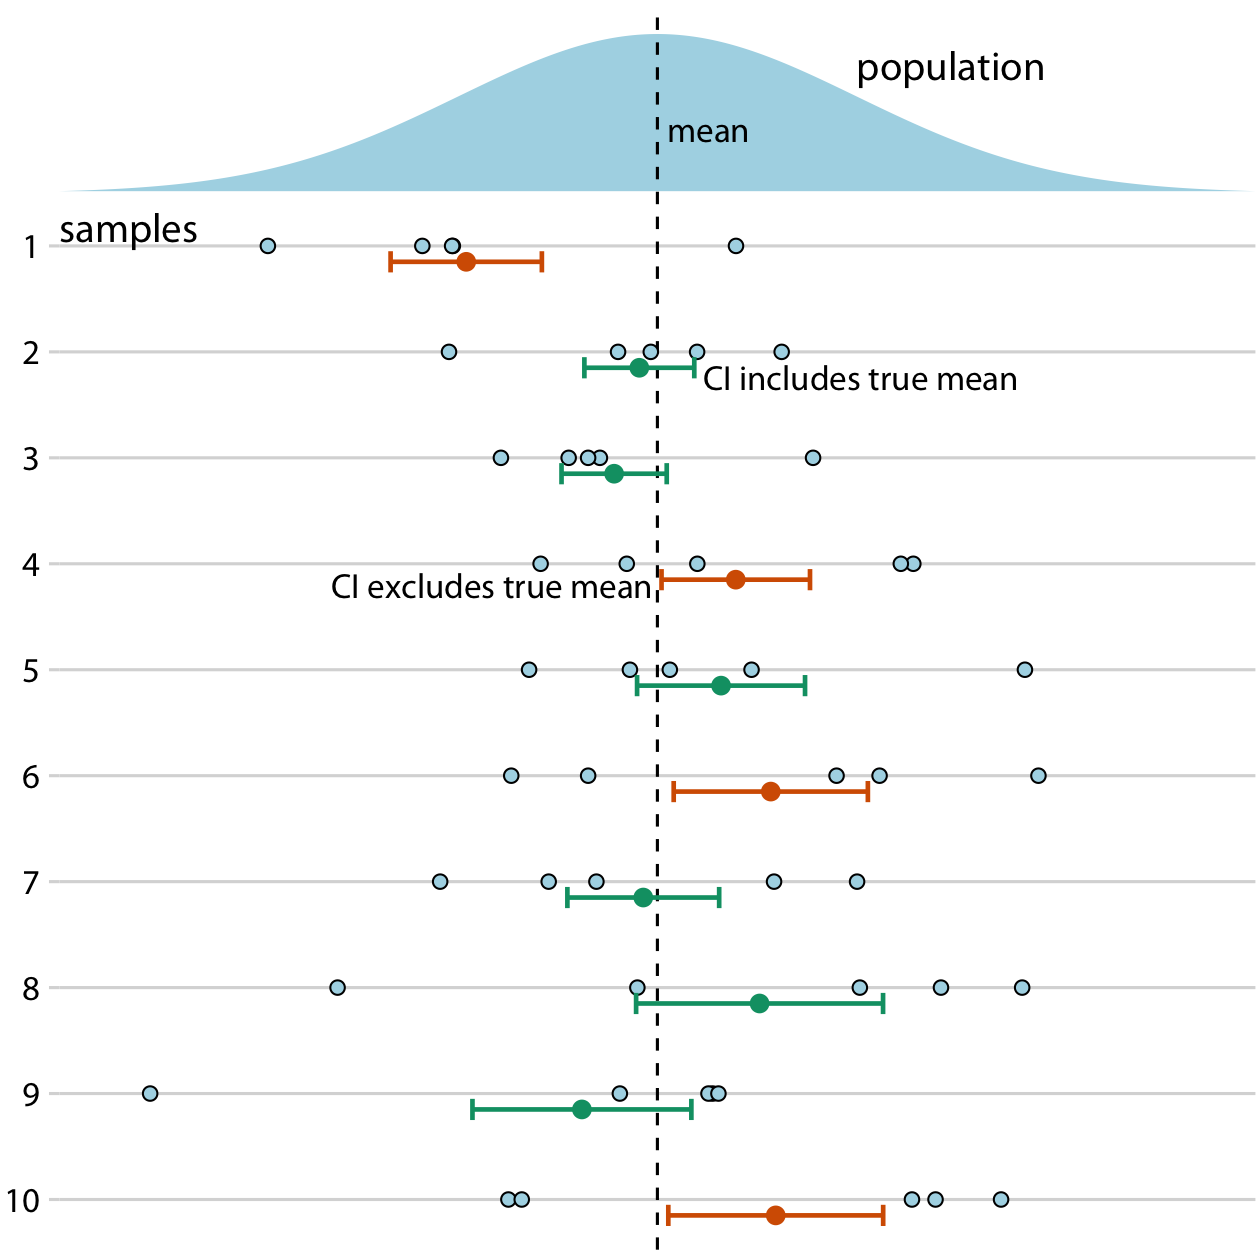 population
mean
samples
1
2
CI includes true mean
3
4
CI excludes true mean
5
6
7
8
9
10